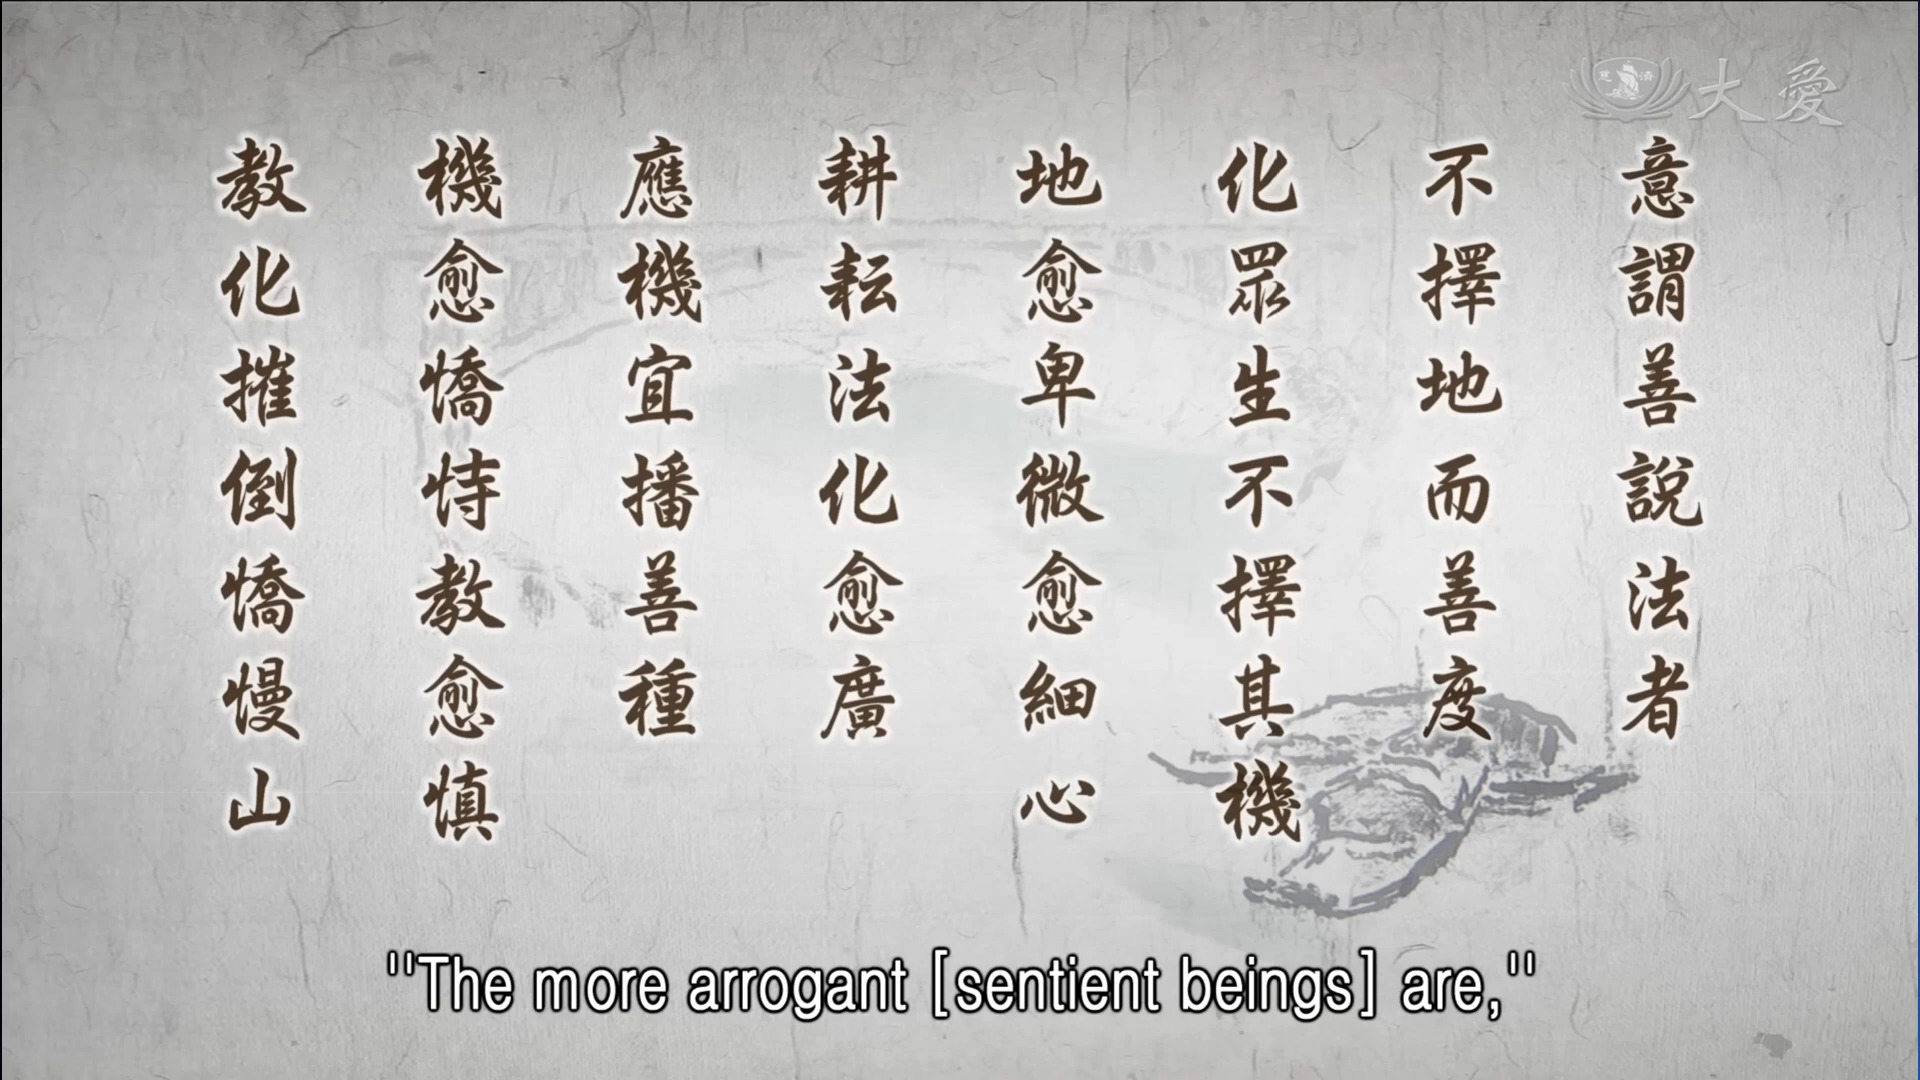 大愛
意謂善說法者
不擇地而善度
化眾生不擇其機
地愈卑微愈細心
耕耘法化愈廣
應機宜播善種
機愈憍恃教愈慎
教化摧倒憍慢山
"The more arrogant [sentient beings] are,"